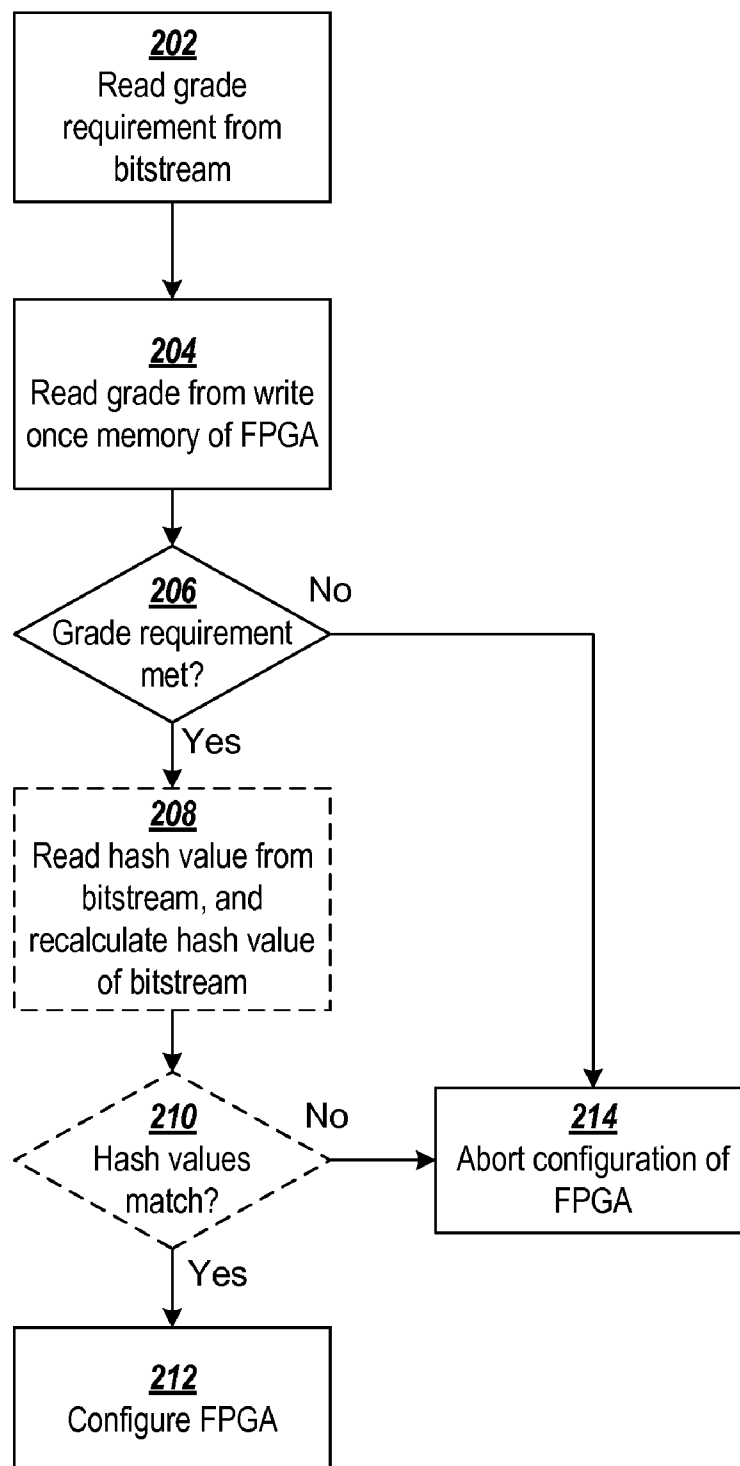 202
Read grade
requirement from
bitstream
204
Read grade from write
once memory of FPGA
206
Grade requirement
met?
No
Yes
208
Read hash value from
bitstream, and
recalculate hash value
of bitstream
210
Hash values
match?
No
214
Abort configuration of
FPGA
Yes
212
Configure FPGA